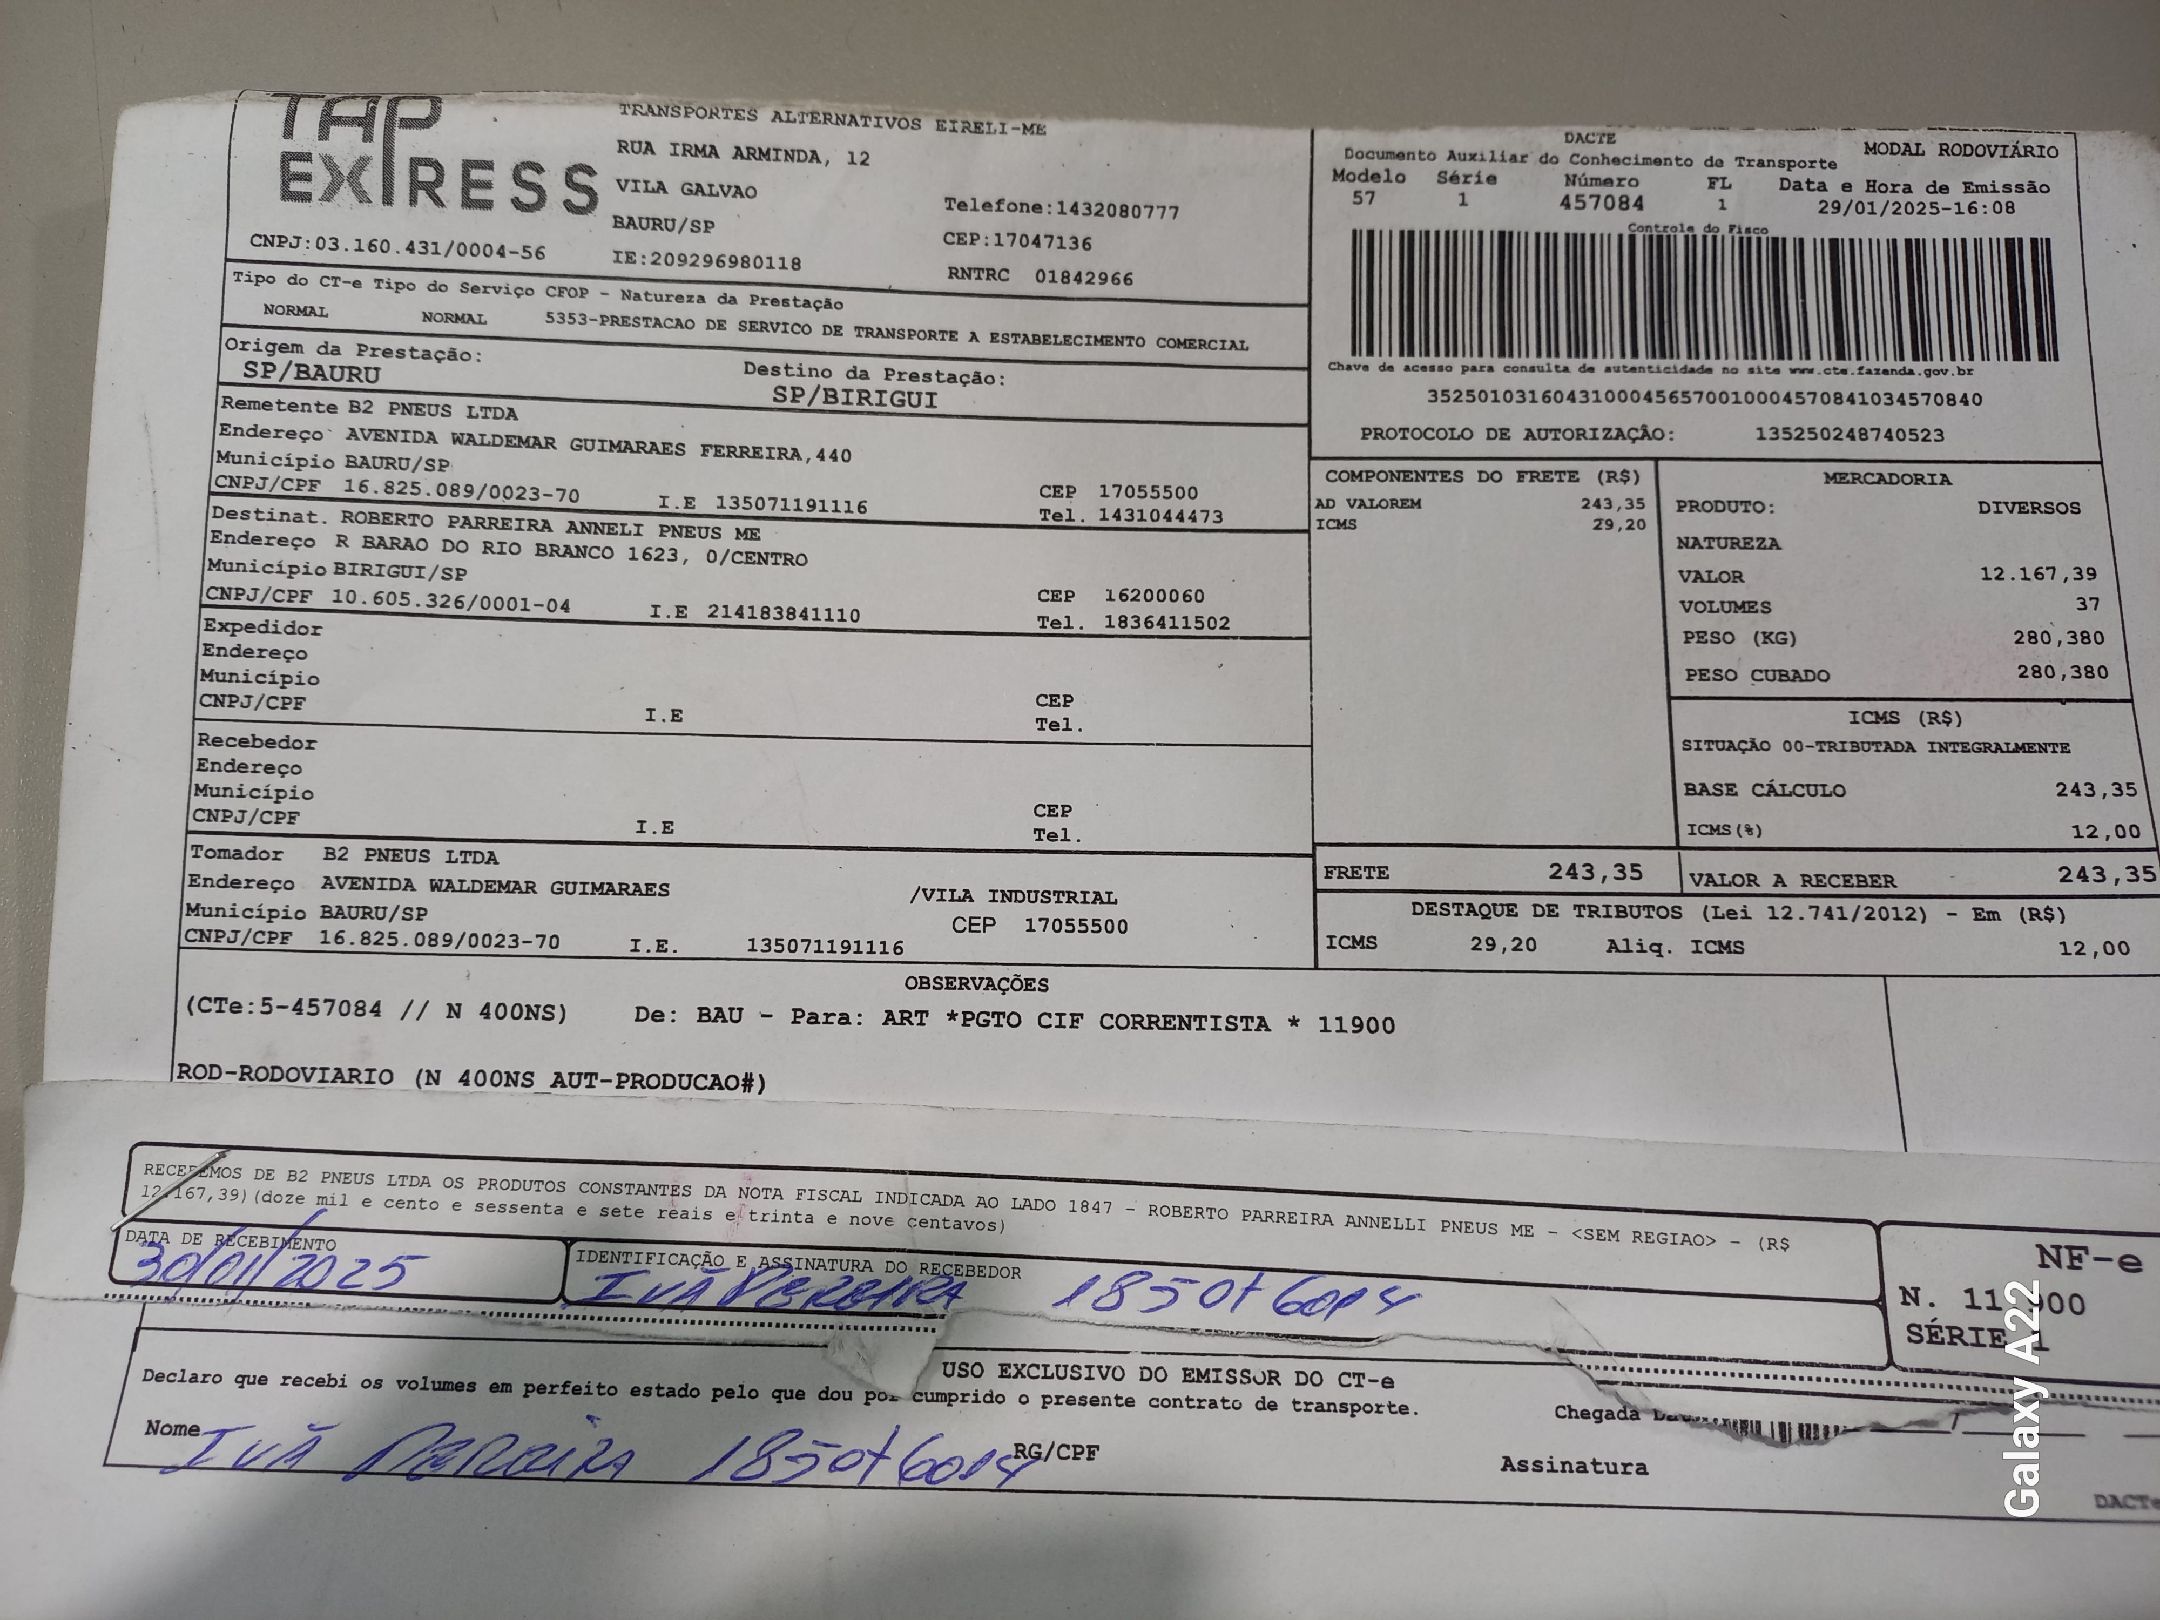 TAP EXPRESS
TRANSPORTES ALTERNATIVOS EIRELI-ME
RUA IRMA ARMINDA, 12
VILA GALVAO
BAURU/SP
Telefone:1432080777
CEP:17047136
CNPJ:03.160.431/0004-56
IE:209296980118
RNTRC 01842966
DACTE
Documento Auxiliar do Conhecimento de Transporte
MODAL RODOVIÁRIO
Modelo Série Número FL Data e Hora de Emissão
57 1 457084 1 29/01/2025-16:08
Controle do Fisco
Chave de acesso para consulta de autenticidade no site www.cte.fazenda.gov.br
35250103160431000456570010004570841034570840
PROTOCOLO DE AUTORIZAÇÃO: 135250248740523
Tipo do CT-e Tipo do Serviço CFOP - Natureza da Prestação
NORMAL NORMAL 5353-PRESTACAO DE SERVICO DE TRANSPORTE A ESTABELECIMENTO COMERCIAL
Origem da Prestação: Destino da Prestação:
SP/BAURU SP/BIRIGUI
Remetente B2 PNEUS LTDA
Endereço AVENIDA WALDEMAR GUIMARAES FERREIRA,440
Município BAURU/SP CEP 17055500
CNPJ/CPF 16.825.089/0023-70 I.E 135071191116 Tel. 1431044473
Destinat. ROBERTO PARREIRA ANNELI PNEUS ME
Endereço R BARAO DO RIO BRANCO 1623, 0/CENTRO
Município BIRIGUI/SP CEP 16200060
CNPJ/CPF 10.605.326/0001-04 I.E 214183841110 Tel. 1836411502
Expedidor
Endereço
Município CEP
CNPJ/CPF I.E Tel.
Recebedor
Endereço
Município CEP
CNPJ/CPF I.E Tel.
Tomador B2 PNEUS LTDA
Endereço AVENIDA WALDEMAR GUIMARAES /VILA INDUSTRIAL
Município BAURU/SP CEP 17055500
CNPJ/CPF 16.825.089/0023-70 I.E. 135071191116
COMPONENTES DO FRETE (R$)
AD VALOREM 243,35
ICMS 29,20
MERCADORIA
PRODUTO: DIVERSOS
NATUREZA
VALOR 12.167,39
VOLUMES 37
PESO (KG) 280,380
PESO CUBADO 280,380
ICMS (R$)
SITUAÇÃO 00-TRIBUTADA INTEGRALMENTE
BASE CÁLCULO 243,35
ICMS(%) 12,00
FRETE 243,35 VALOR A RECEBER 243,35
DESTAQUE DE TRIBUTOS (Lei 12.741/2012) - Em (R$)
ICMS 29,20 Aliq. ICMS 12,00
OBSERVAÇÕES
(CTe:5-457084 // N 400NS) De: BAU - Para: ART *PGTO CIF CORRENTISTA * 11900
ROD-RODOVIARIO (N 400NS_AUT-PRODUCAO#)
RECEBEMOS DE B2 PNEUS LTDA OS PRODUTOS CONSTANTES DA NOTA FISCAL INDICADA AO LADO 1847 - ROBERTO PARREIRA ANNELLI PNEUS ME - <SEM REGIAO> - (R$
12.167,39)(doze mil e cento e sessenta e sete reais e trinta e nove centavos)
DATA DE RECEBIMENTO IDENTIFICAÇÃO E ASSINATURA DO RECEBEDOR
30/01/2025 IVÃ PEREIRA
NF-e
SÉRIE 1
USO EXCLUSIVO DO EMISSOR DO CT-e
Declaro que recebi os volumes em perfeito estado pelo que dou por cumprido o presente contrato de transporte.
Nome IVÃ PEREIRA RG/CPF
Chegada
Assinatura
Galaxy A22